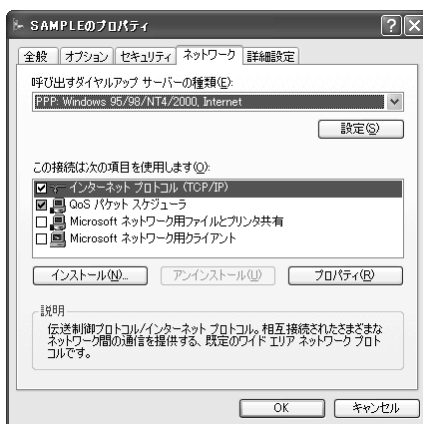 SAMPLEのプロパティ
全般 オプション セキュリティ ネットワーク 詳細設定
呼び出すダイヤルアップ サーバーの種類(E):
PPP: Windows 95/98/NT4/2000, Internet
設定(S)
この接続は次の項目を使用します(O):
インターネット プロトコル (TCP/IP)
QoS パケット スケジューラ
Microsoft ネットワーク用ファイルとプリンタ共有
Microsoft ネットワーク用クライアント
インストール(N)... アンインストール(U) プロパティ(R)
説明
伝送制御プロトコル/インターネット プロトコル。相互接続されたさまざまな
ネットワーク間の通信を提供する、既定のワイド エリア ネットワーク プロト
コルです。
OK キャンセル